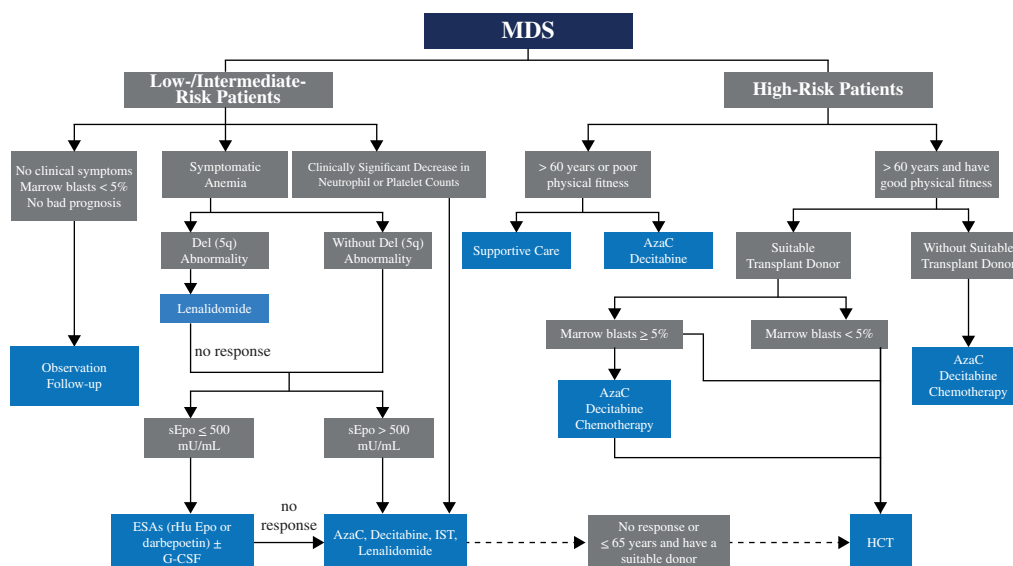 MDS
Low-/Intermediate-
Risk Patients
High-Risk Patients
No clinical symptoms
Marrow blasts < 5%
No bad prognosis
Symptomatic
Anemia
Clinically Significant Decrease in
Neutrophil or Platelet Counts
> 60 years or poor
physical fitness
> 60 years and have
good physical fitness
Del (5q)
Abnormality
Without Del (5q)
Abnormality
Supportive Care
AzaC
Decitabine
Suitable
Transplant Donor
Without Suitable
Transplant Donor
Lenalidomide
Marrow blasts ≥ 5%
Marrow blasts < 5%
no response
Observation
Follow-up
AzaC
Decitabine
Chemotherapy
AzaC
Decitabine
Chemotherapy
sEpo ≤ 500
mU/mL
sEpo > 500
mU/mL
ESAs (rHu Epo or
darbepoetin) ±
G-CSF
no
response
AzaC, Decitabine, IST,
Lenalidomide
No response or
≤ 65 years and have a
suitable donor
HCT